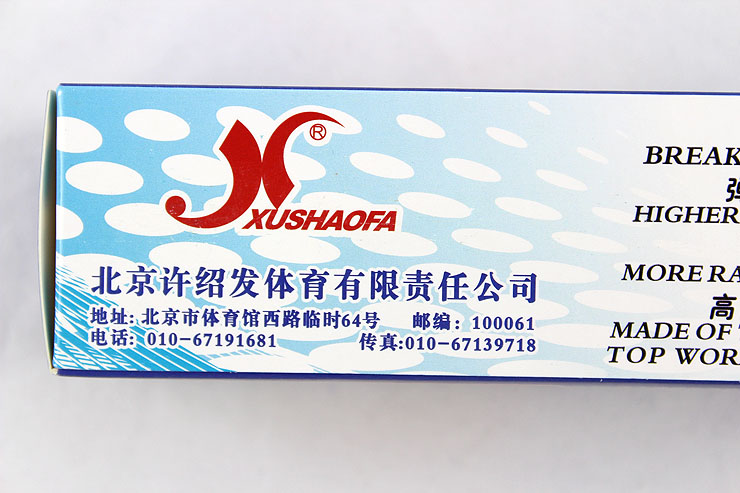 ®
XUSHAOFA
北京许绍发体育有限责任公司
地址: 北京市体育馆西路临时64号 邮编: 100061
电话: 010-67191681 传真:010-67139718
BREAK
HIGHER
MORE RA
高
MADE OF
TOP WOR